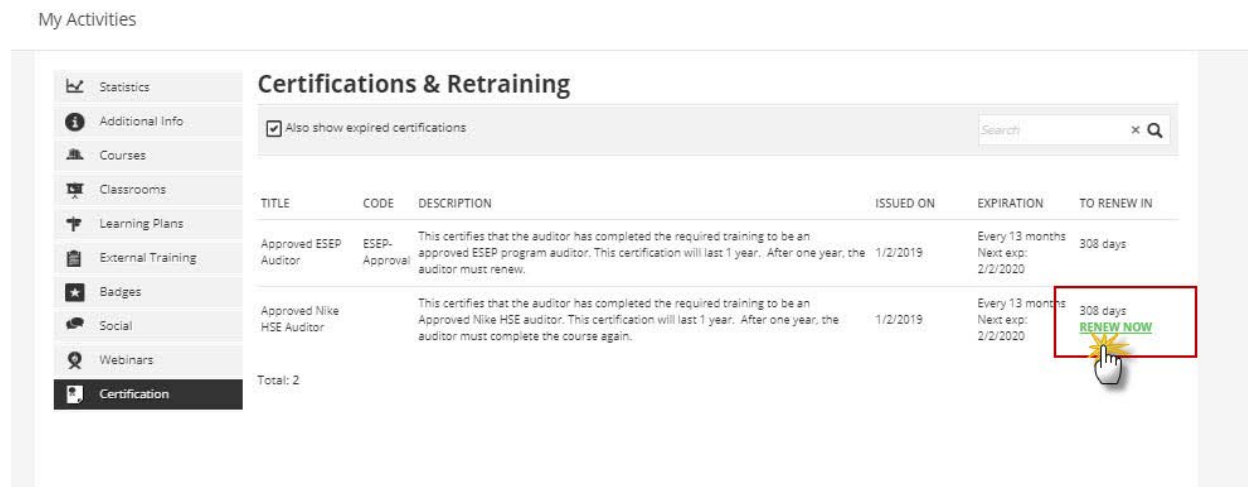 My Activities
Statistics
Additional Info
Courses
Classrooms
Learning Plans
External Training
Badges
Social
Webinars
Certification
Certifications & Retraining
Also show expired certifications
Search
TITLE CODE DESCRIPTION ISSUED ON EXPIRATION TO RENEW IN
Approved ESEP
Auditor
ESEP-
Approval
This certifies that the auditor has completed the required training to be an
approved ESEP program auditor. This certification will last 1 year. After one year, the
auditor must renew.
1/2/2019
Every 13 months
Next exp:
2/2/2020
308 days
Approved Nike
HSE Auditor
This certifies that the auditor has completed the required training to be an
Approved Nike HSE auditor. This certification will last 1 year. After one year, the
auditor must complete the course again.
1/2/2019
Every 13 months
Next exp:
2/2/2020
308 days
RENEW NOW
Total: 2